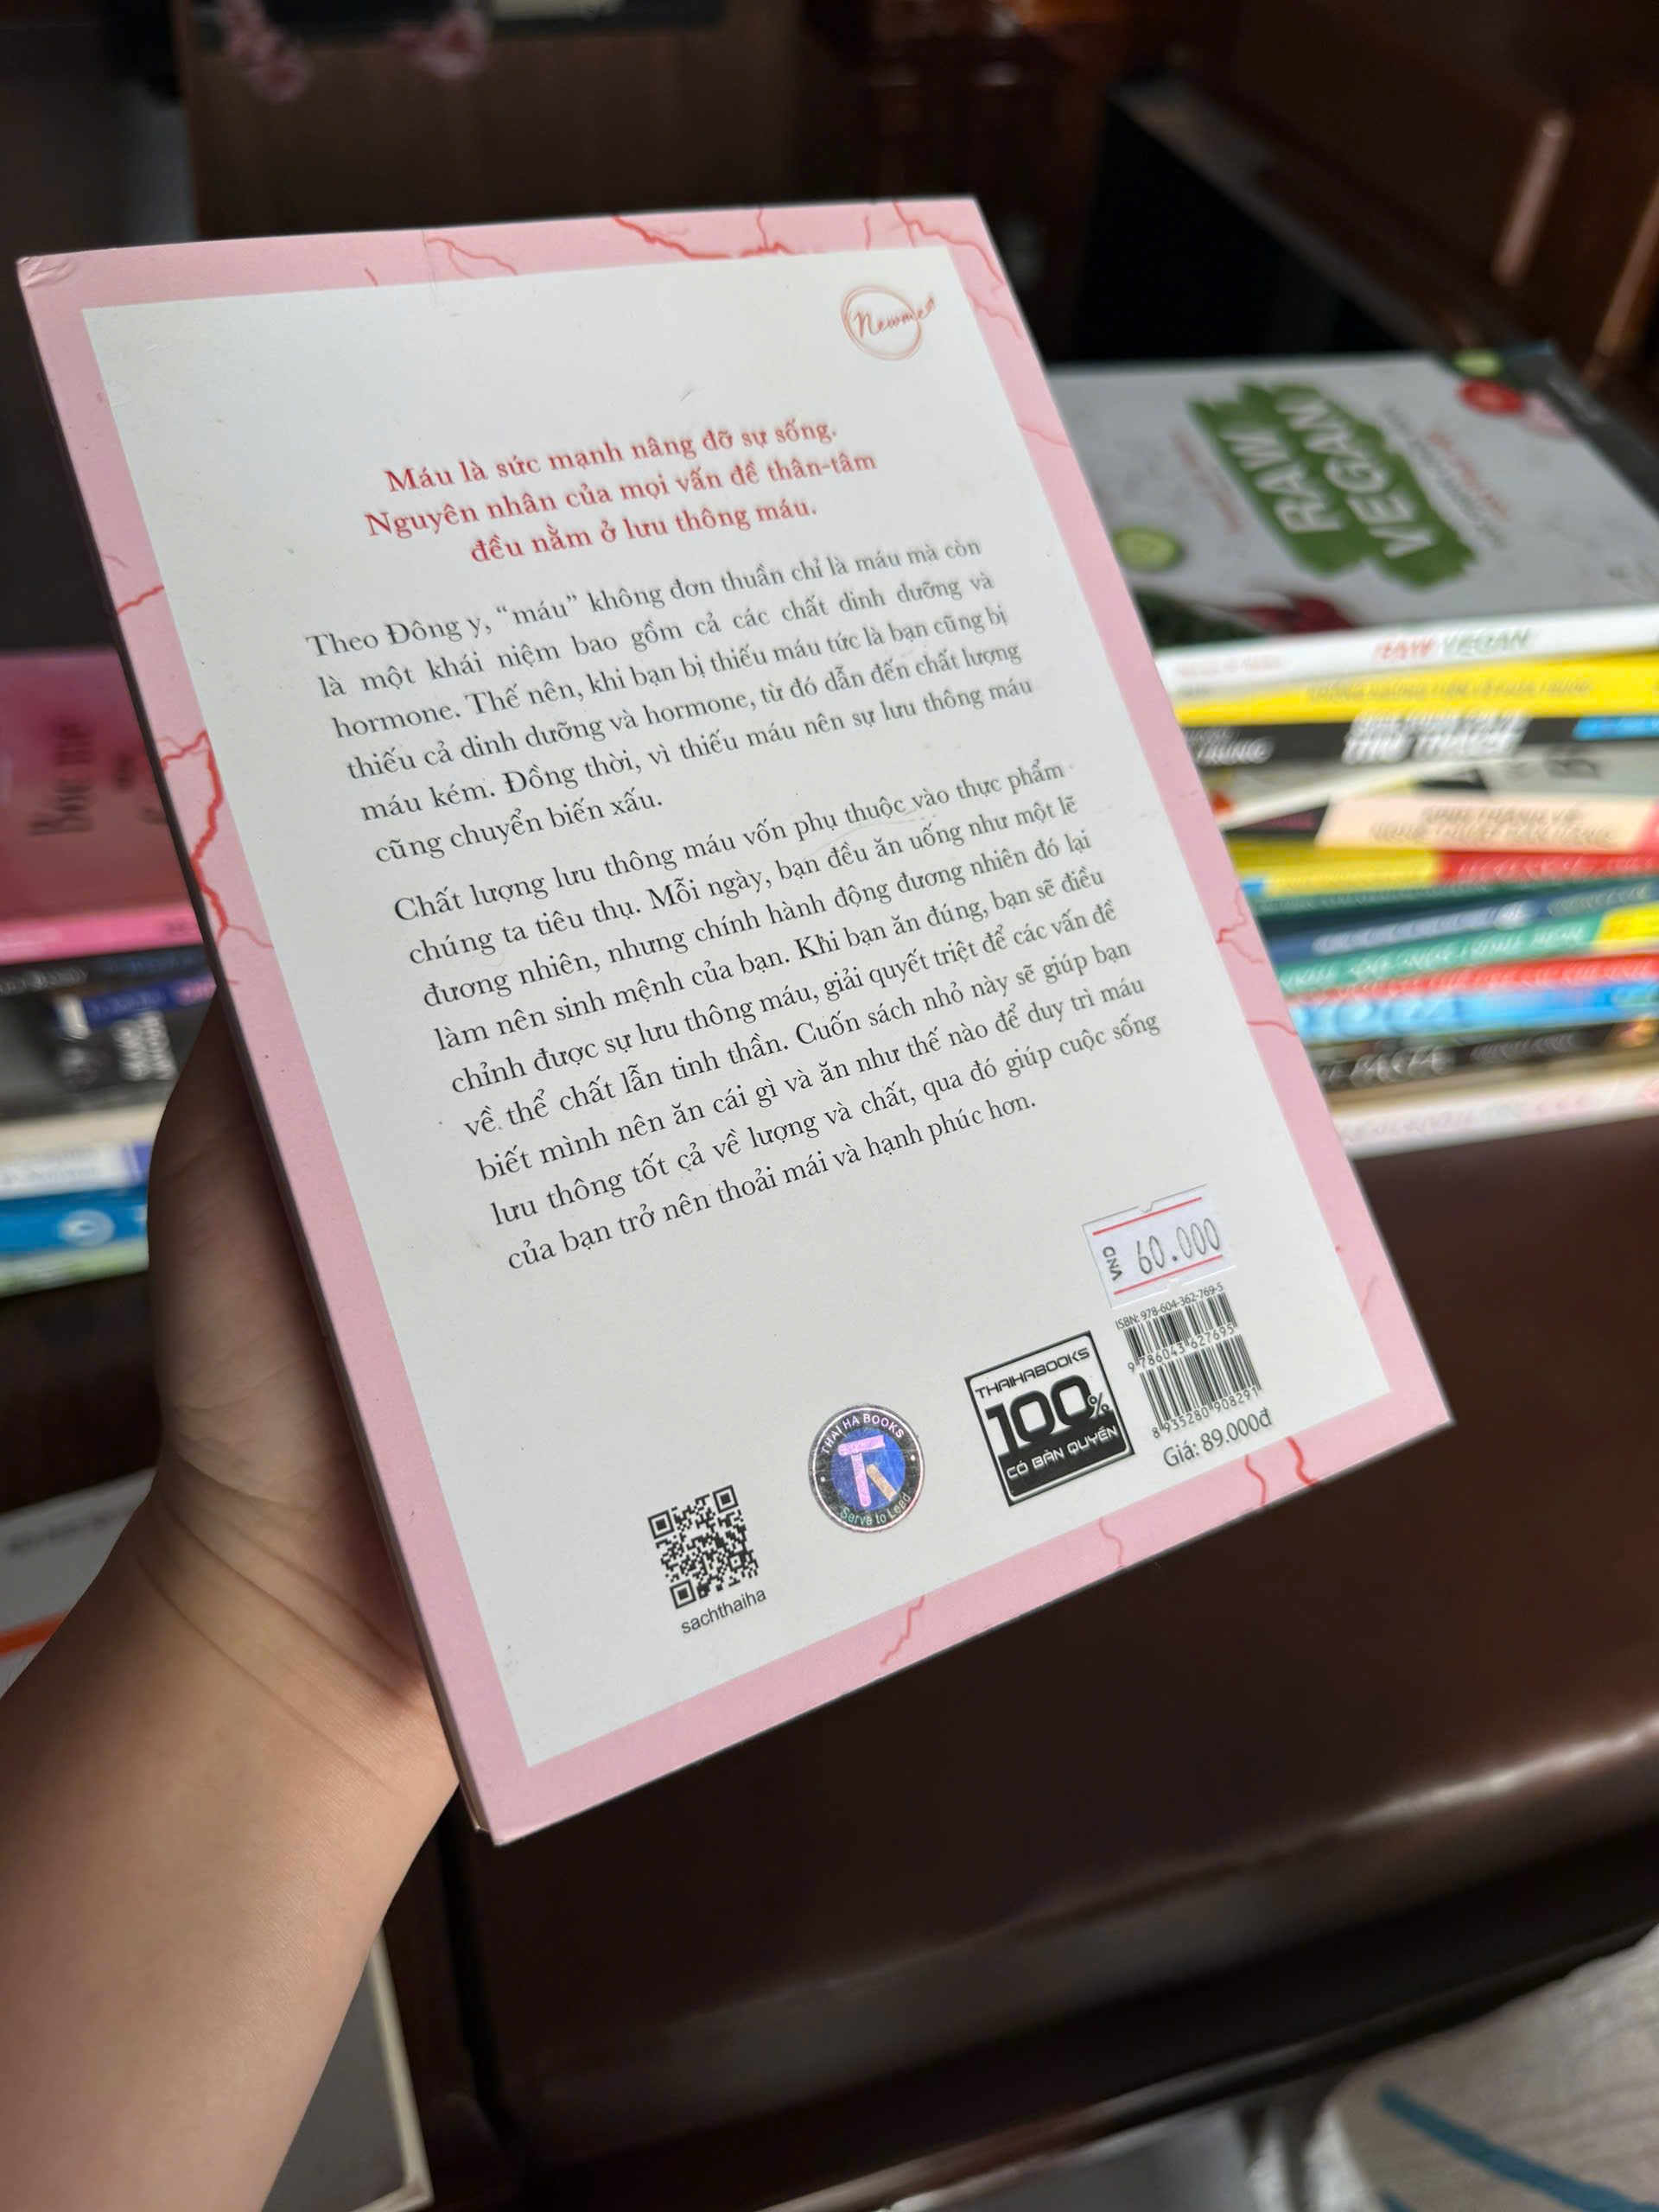 Newmed
Máu là sức mạnh nâng đỡ sự sống.
Nguyên nhân của mọi vấn đề thân-tâm
đều nằm ở lưu thông máu.
Theo Đông y, “máu” không đơn thuần chỉ là máu mà còn
là một khái niệm bao gồm cả các chất dinh dưỡng và
hormone. Thế nên, khi bạn bị thiếu máu tức là bạn cũng bị
thiếu cả dinh dưỡng và hormone, từ đó dẫn đến chất lượng
máu kém. Đồng thời, vì thiếu máu nên sự lưu thông máu
cũng chuyển biến xấu.
Chất lượng lưu thông máu vốn phụ thuộc vào thực phẩm
chúng ta tiêu thụ. Mỗi ngày, bạn đều ăn uống như một lẽ
đương nhiên, nhưng chính hành động đương nhiên đó lại
làm nên sinh mệnh của bạn. Khi bạn ăn đúng, bạn sẽ điều
chỉnh được sự lưu thông máu, giải quyết triệt để các vấn đề
về thể chất lẫn tinh thần. Cuốn sách nhỏ này sẽ giúp bạn
biết mình nên ăn cái gì và ăn như thế nào để duy trì máu
lưu thông tốt cả về lượng và chất, qua đó giúp cuộc sống
của bạn trở nên thoải mái và hạnh phúc hơn.
VND 60.000
ISBN: 978-604-362-769-5
9 786043 627695
8 935280 908291
Giá: 89.000đ
THAIHABOOKS
100%
CÓ BẢN QUYỀN
THAI HA BOOKS
Serve to Lead
sachthaiha
RAW
VEGAN
RAW VEGAN